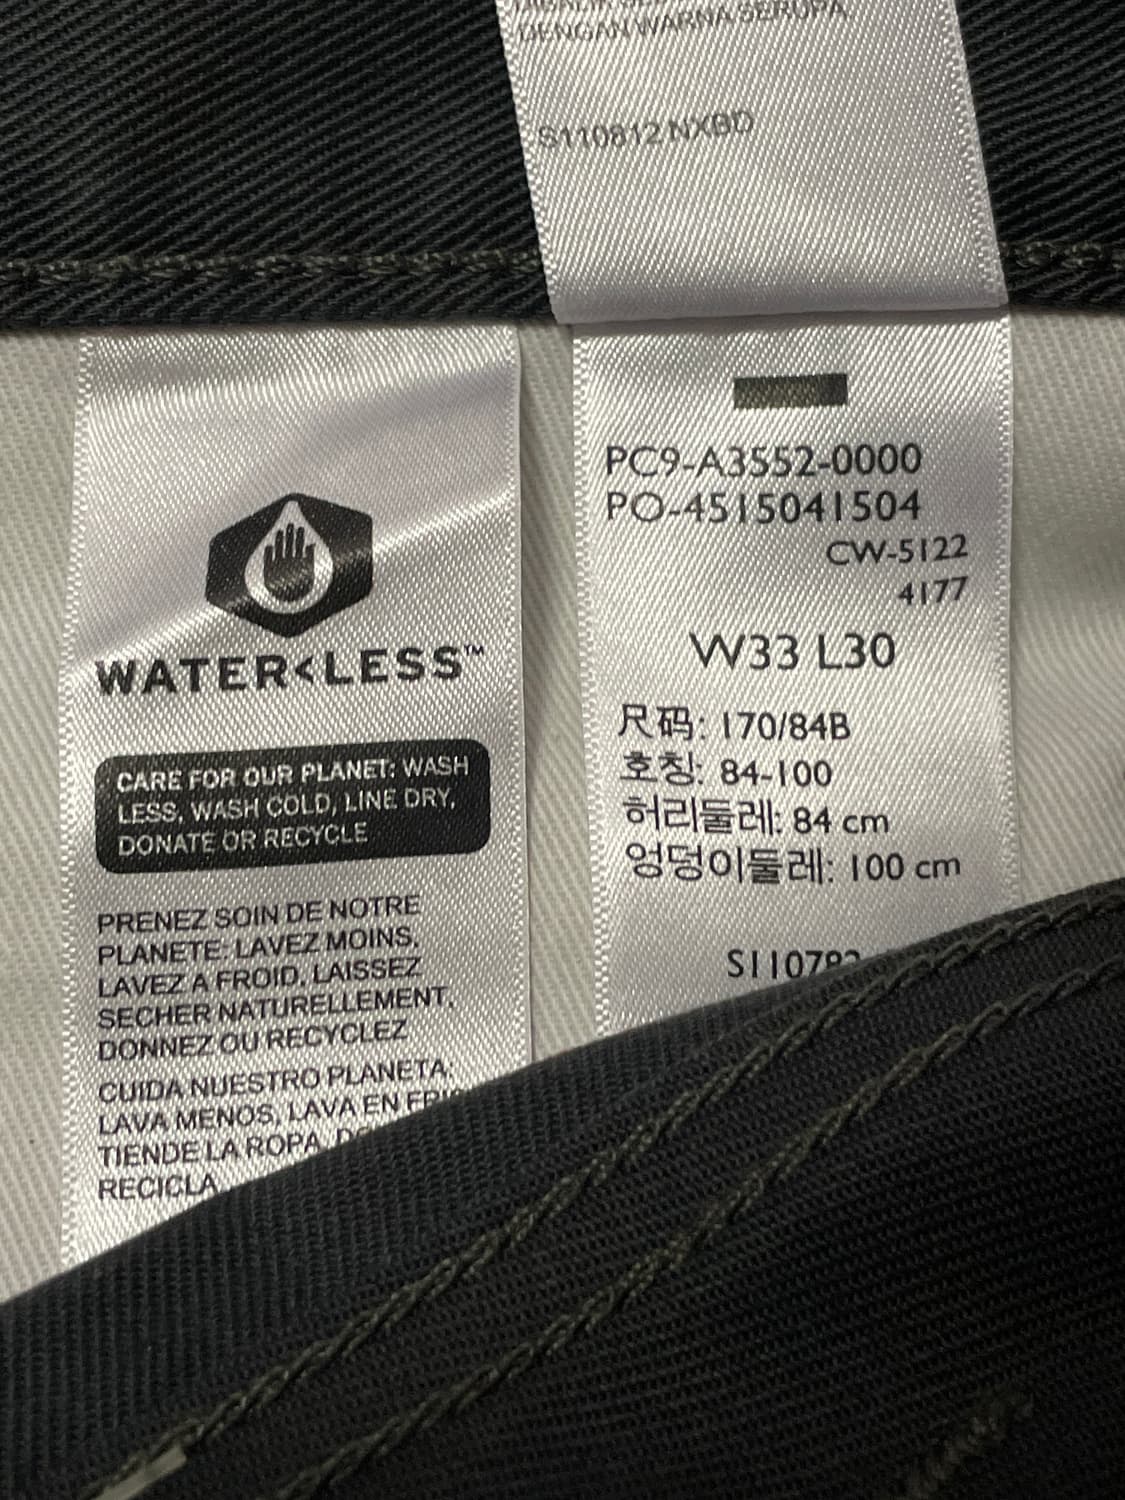 DENGAN WARNA SERUPA
S110812 NXBD
WATER<LESS™
CARE FOR OUR PLANET: WASH
LESS, WASH COLD, LINE DRY,
DONATE OR RECYCLE
PRENEZ SOIN DE NOTRE
PLANETE: LAVEZ MOINS,
LAVEZ A FROID, LAISSEZ
SECHER NATURELLEMENT,
DONNEZ OU RECYCLEZ
CUIDA NUESTRO PLANETA:
LAVA MENOS, LAVA EN
TIENDE LA ROPA,
RECICLA
PC9-A3552-0000
PO-4515041504
CW-5122
4177
W33 L30
尺码: 170/84B
호칭: 84-100
허리둘레: 84 cm
엉덩이둘레: 100 cm